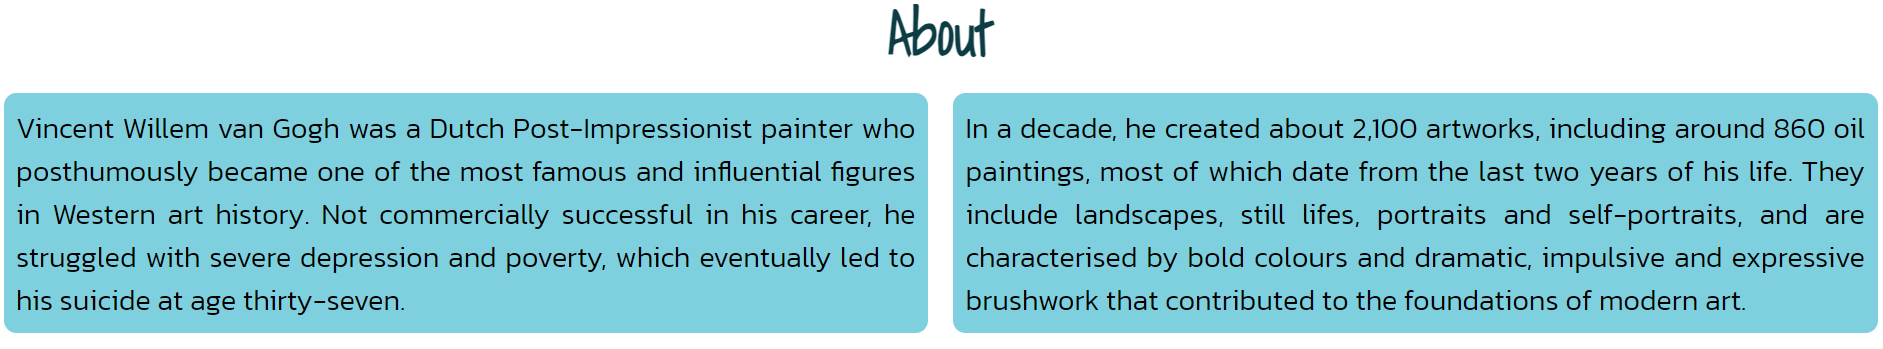 About
Vincent Willem van Gogh was a Dutch Post-Impressionist painter who
posthumously became one of the most famous and influential figures
in Western art history. Not commercially successful in his career, he
struggled with severe depression and poverty, which eventually led to
his suicide at age thirty-seven.
In a decade, he created about 2,100 artworks, including around 860 oil
paintings, most of which date from the last two years of his life. They
include landscapes, still lifes, portraits and self-portraits, and are
characterised by bold colours and dramatic, impulsive and expressive
brushwork that contributed to the foundations of modern art.